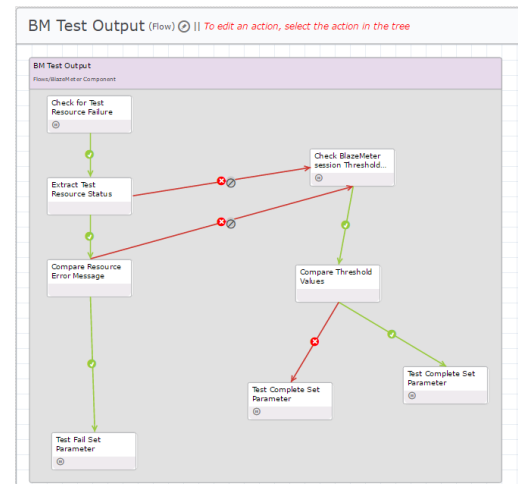 BM Test Output (Flow) || To edit an action, select the action in the tree
BM Test Output
Flows/BlazeMeter Component
Check for Test
Resource Failure
Check BlazeMeter
session Threshold...
Extract Test
Resource Status
Compare Resource
Error Message
Compare Threshold
Values
Test Complete Set
Parameter
Test Complete Set
Parameter
Test Fail Set
Parameter